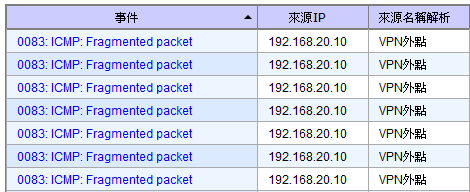 事件 來源IP 來源名稱解析
0083: ICMP: Fragmented packet 192.168.20.10 VPN外點
0083: ICMP: Fragmented packet 192.168.20.10 VPN外點
0083: ICMP: Fragmented packet 192.168.20.10 VPN外點
0083: ICMP: Fragmented packet 192.168.20.10 VPN外點
0083: ICMP: Fragmented packet 192.168.20.10 VPN外點
0083: ICMP: Fragmented packet 192.168.20.10 VPN外點
0083: ICMP: Fragmented packet 192.168.20.10 VPN外點